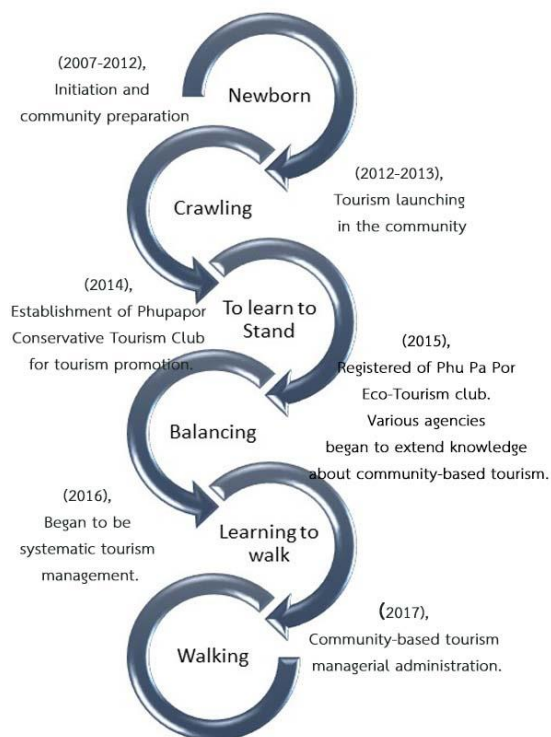 (2007-2012),
Initiation and
community preparation
Newborn
(2012-2013),
Tourism launching
in the community
Crawling
(2014),
Establishment of Phupapor
Conservative Tourism Club
for tourism promotion.
To learn to
Stand
(2015),
Registered of Phu Pa Por
Eco-Tourism club.
Various agencies
began to extend knowledge
about community-based tourism.
Balancing
(2016),
Began to be
systematic tourism
management.
Learning to
walk
(2017),
Community-based tourism
managerial administration.
Walking